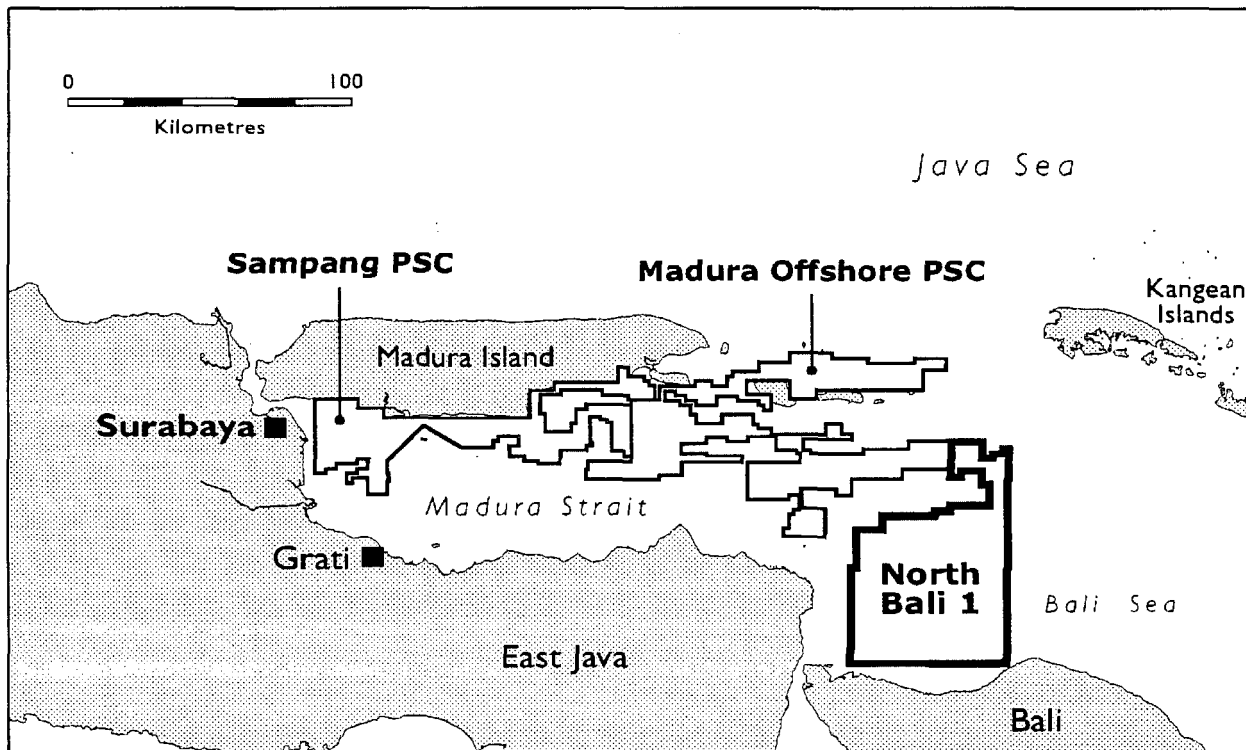 0 100
Kilometres
Java Sea
Sampang PSC
Madura Offshore PSC
Kangean
Islands
Madura Island
Surabaya
Madura Strait
Grati
North
Bali 1
Bali Sea
East Java
Bali